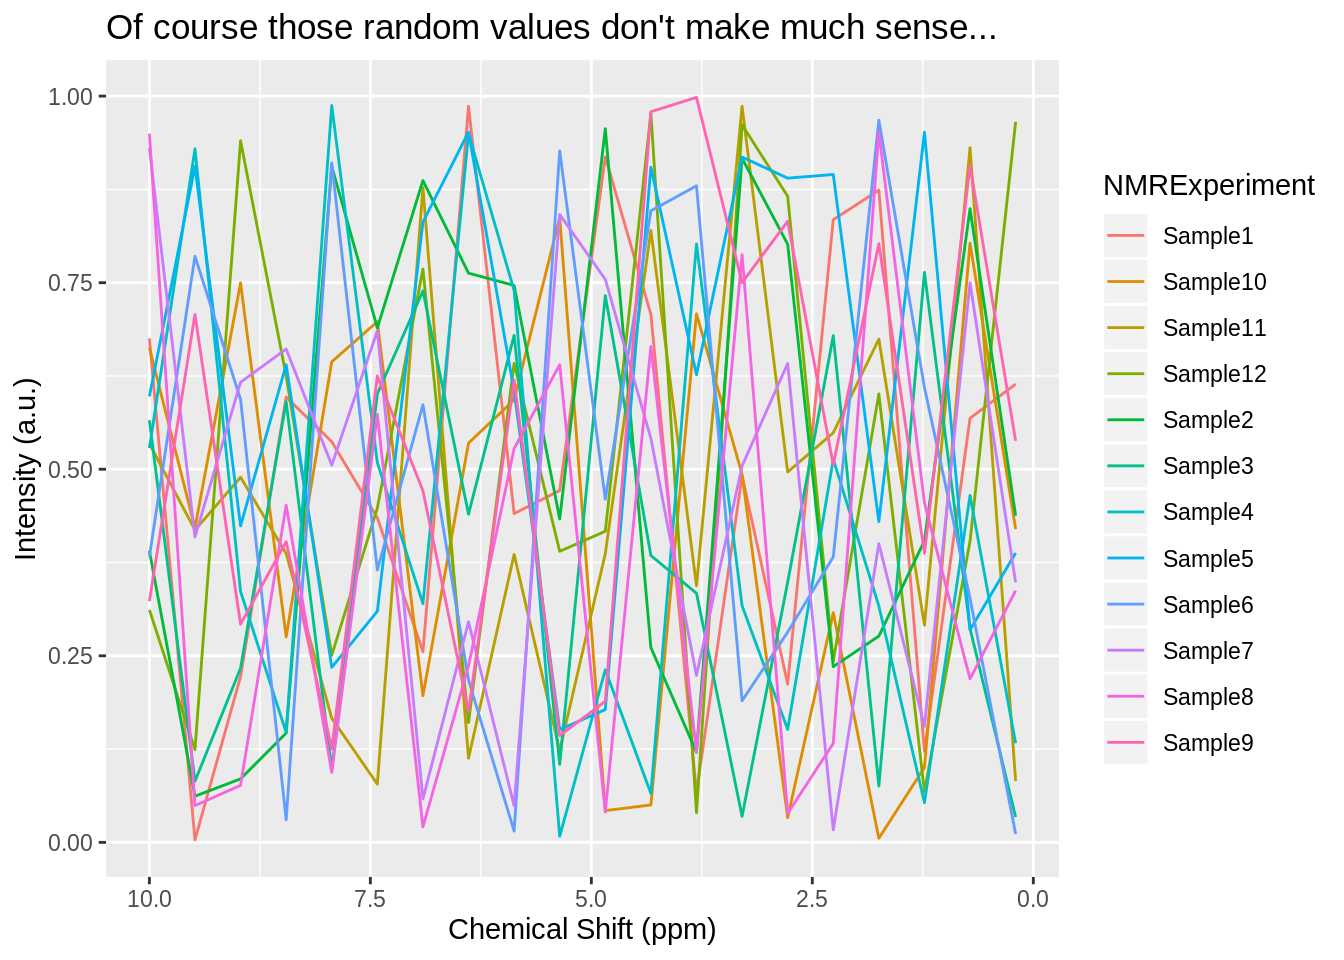 Of course those random values don't make much sense...
1.00
0.75
0.50
0.25
0.00
Intensity (a.u.)
10.0
7.5
5.0
2.5
0.0
Chemical Shift (ppm)
NMRExperiment
Sample1
Sample10
Sample11
Sample12
Sample2
Sample3
Sample4
Sample5
Sample6
Sample7
Sample8
Sample9